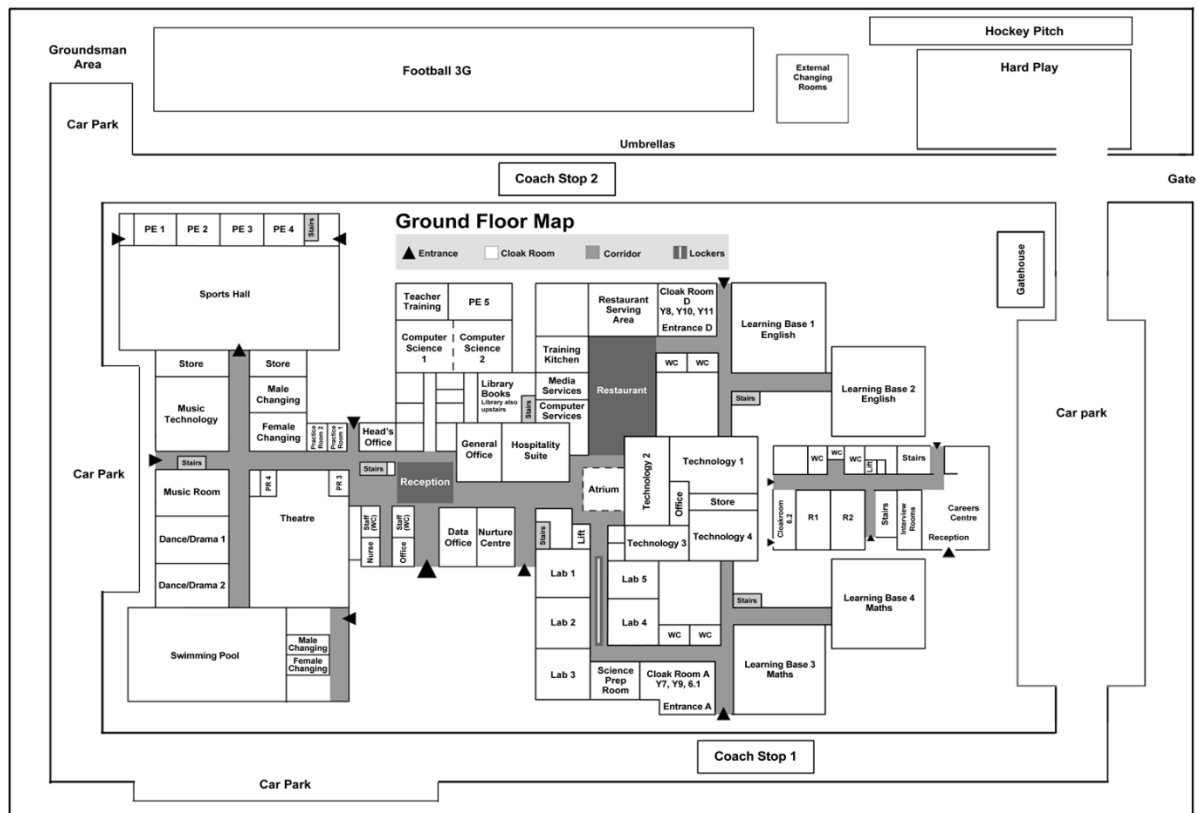 Groundsman
Area
Football 3G
External
Changing
Rooms
Hockey Pitch
Hard Play
Car Park
Umbrellas
Coach Stop 2
Gate
Ground Floor Map
Entrance
Cloak Room
Corridor
Lockers
PE 1
PE 2
PE 3
PE 4
Stairs
Sports Hall
Gatehouse
Teacher
Training
PE 5
Computer
Science
1
Computer
Science
2
Restaurant
Serving
Area
Cloak Room
D
Y8, Y10, Y11
Entrance D
Learning Base 1
English
Training
Kitchen
Media
Services
Computer
Services
Restaurant
WC
WC
Stairs
Learning Base 2
English
Store
Store
Music
Technology
Male
Changing
Female
Changing
Practice
Room 2
Practice
Room 1
Head's
Office
Library
Books
Library also
upstairs
Stairs
General
Office
Hospitality
Suite
Car park
Car Park
Stairs
Stairs
Reception
Atrium
Technology 2
Technology 1
Office
Store
Technology 3
Technology 4
WC
WC
WC
Lift
Stairs
Cloakroom
6.2
R1
R2
Stairs
Interview
Rooms
Careers
Centre
Reception
Music Room
PR 4
PR 3
Theatre
Dance/Drama 1
Dance/Drama 2
Staff
(WC)
Nurse
Staff
(WC)
Office
Data
Office
Nurture
Centre
Stairs
Lift
Lab 1
Lab 2
Lab 3
Lab 5
Lab 4
WC
WC
Stairs
Learning Base 4
Maths
Learning Base 3
Maths
Swimming Pool
Male
Changing
Female
Changing
Science
Prep
Room
Cloak Room A
Y7, Y9, 6.1
Entrance A
Coach Stop 1
Car Park